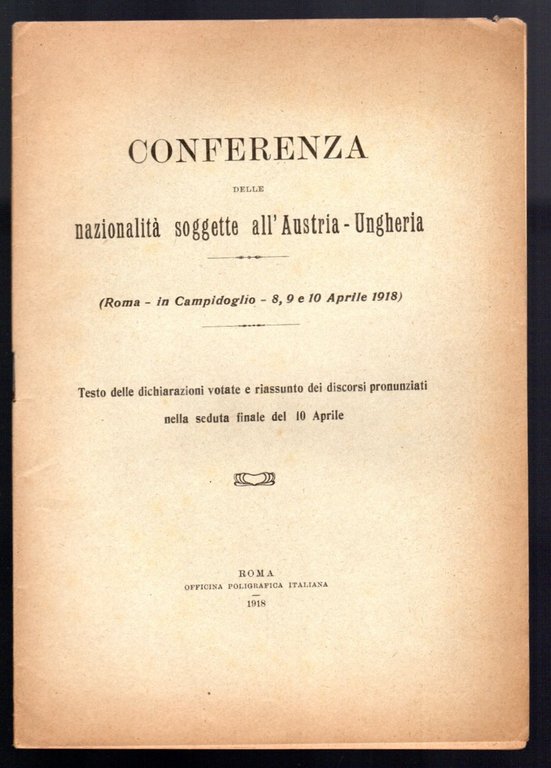 CONFERENZA
DELLE
nazionalità soggette all'Austria-Ungheria
(Roma - in Campidoglio - 8, 9 e 10 Aprile 1918)
Testo delle dichiarazioni votate e riassunto dei discorsi pronunziati
nella seduta finale del 10 Aprile
ROMA
OFFICINA POLIGRAFICA ITALIANA
1918